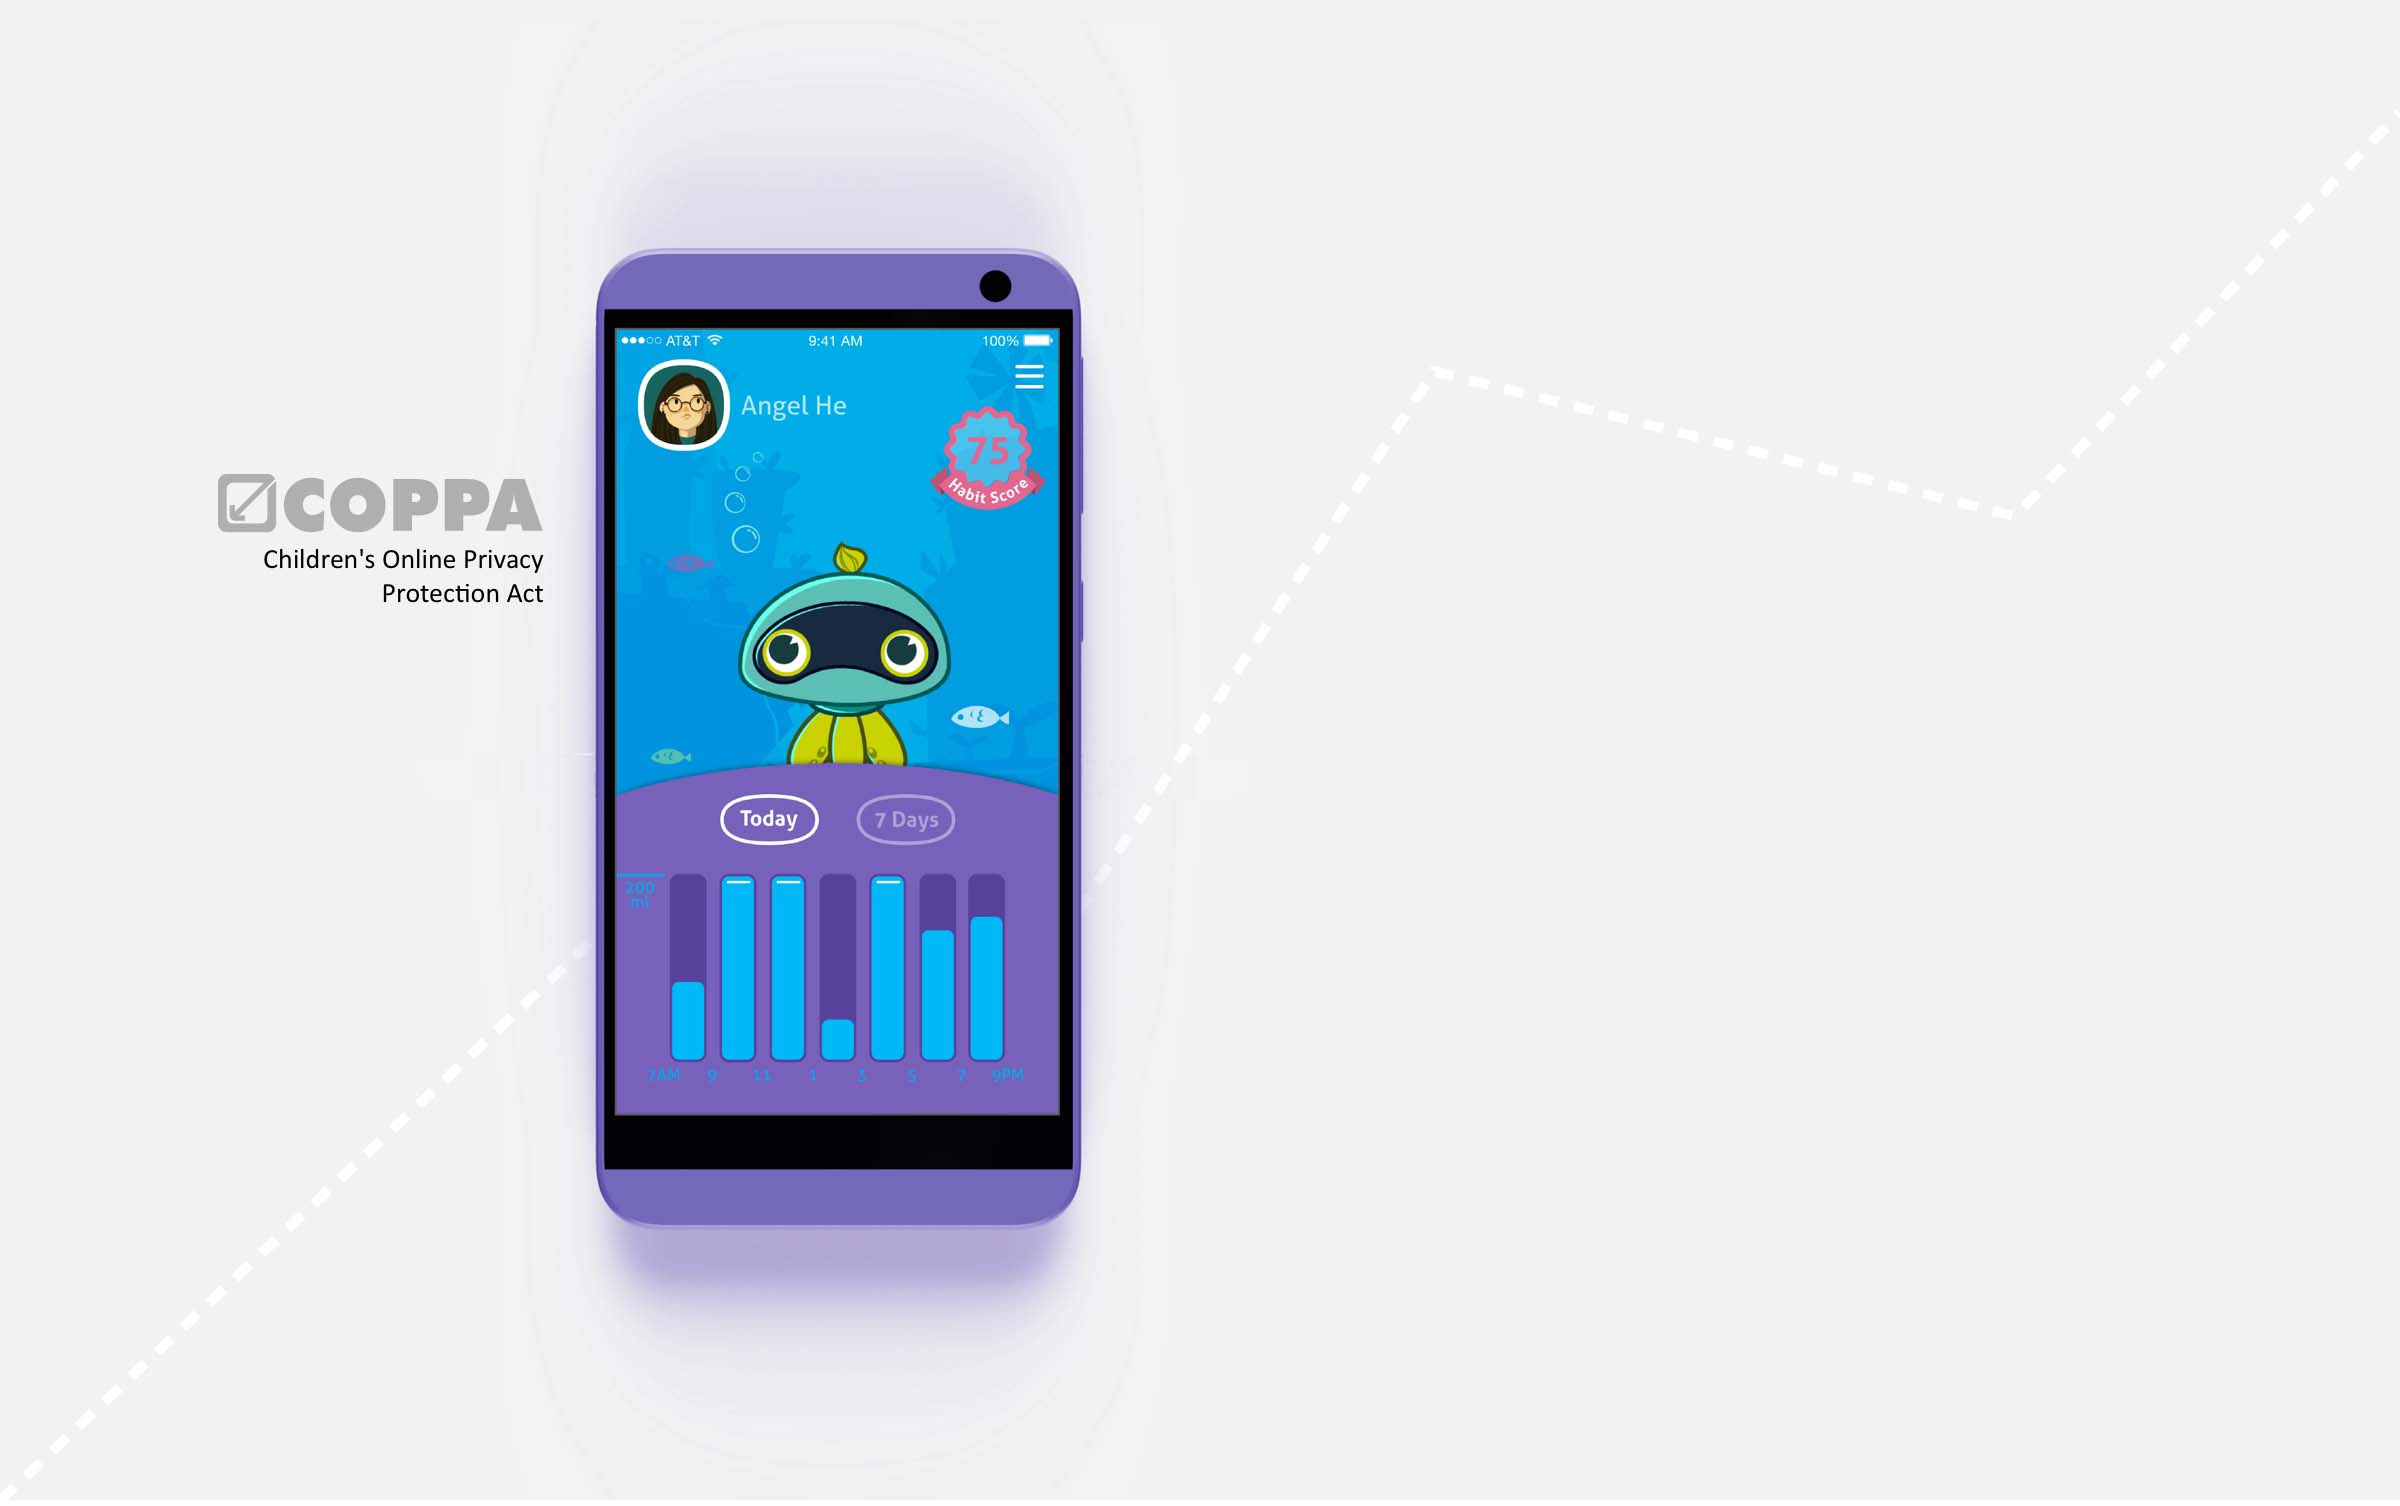 COPPA
Children's Online Privacy
Protection Act
AT&T 9:41 AM 100%
Angel He
75
Habit Score
Today 7 Days
200
ml
7AM 9 11 1 3 5 7 9PM